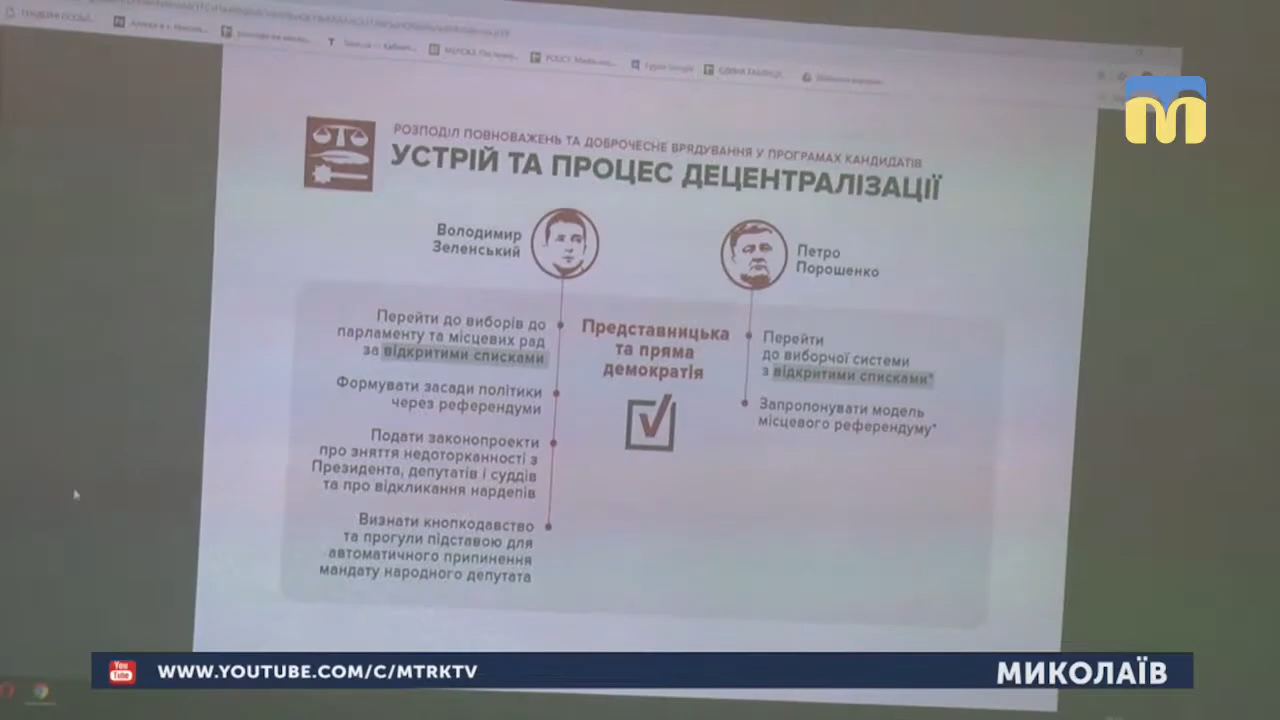 РОЗПОДІЛ ПОВНОВАЖЕНЬ ТА ДОБРОЧЕСНЕ ВРЯДУВАННЯ У ПРОГРАМАХ КАНДИДАТІВ
УСТРІЙ ТА ПРОЦЕС ДЕЦЕНТРАЛІЗАЦІЇ
Володимир
Зеленський
Петро
Порошенко
Перейти до виборів до
парламенту та місцевих рад
за відкритими списками
Формувати засади політики
через референдуми
Подати законопроекти
про зняття недоторканності з
Президента, депутатів і суддів
та про відкликання нардепів
Визнати кнопкодавство
та прогули підставою для
автоматичного припинення
мандату народного депутата
Представницька
та пряма
демократія
Перейти
до виборчої системи
з відкритими списками*
Запропонувати модель
місцевого референдуму*
You
Tube
WWW.YOUTUBE.COM/C/MTRKTV
МИКОЛАЇВ